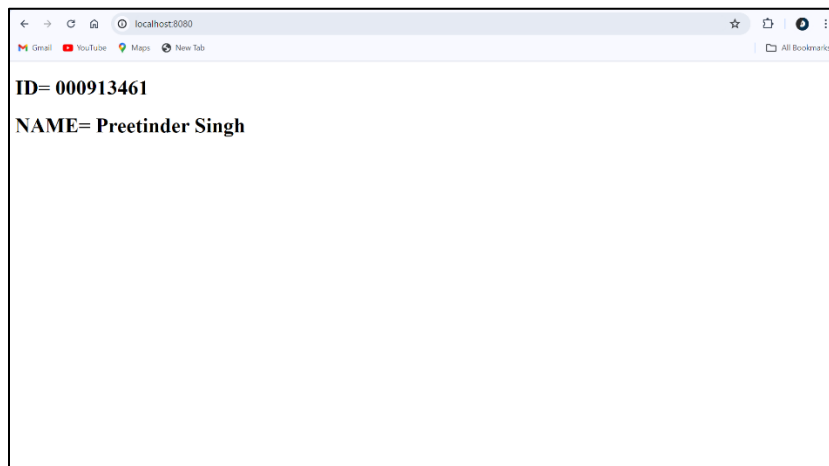 localhost:8080
Gmail YouTube Maps New Tab All Bookmarks
ID= 000913461
NAME= Preetinder Singh